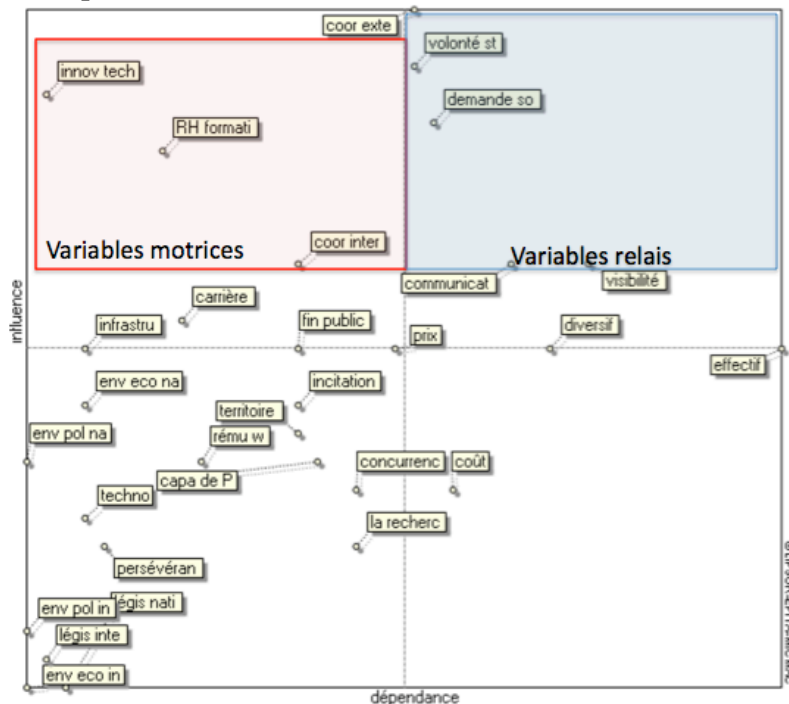 coor exte
volonté st
innov tech
demande so
RH formati
coor inter
Variables motrices
Variables relais
communicat
visibilité
carrière
influence
infrastru
fin public
prix
diversif
effectif
env eco na
incitation
territoire
env pol na
rému w
concurrenc
coût
capa de P
techno
la recherc
persévéran
légis nati
env pol in
légis inte
env eco in
dépendance